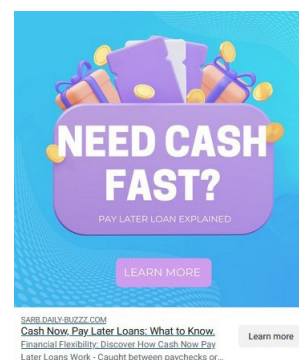 NEED CASH
FAST?
PAY LATER LOAN EXPLAINED
LEARN MORE
SARB.DAILY-BUZZZ.COM
Cash Now, Pay Later Loans: What to Know.
Learn more
Financial Flexibility: Discover How Cash Now Pay
Later Loans Work - Caught between paychecks or...